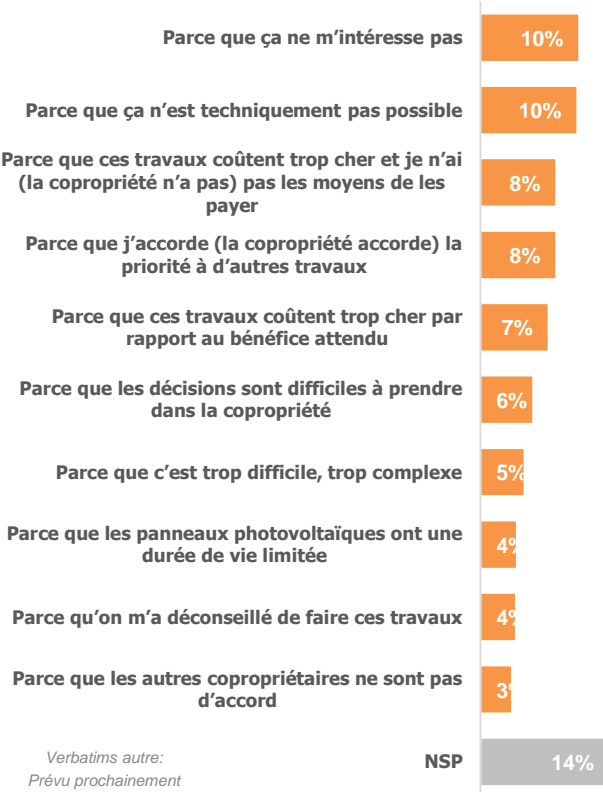 Parce que ça ne m’intéresse pas 10%
Parce que ça n’est techniquement pas possible 10%
Parce que ces travaux coûtent trop cher et je n’ai
(la copropriété n’a pas) pas les moyens de les
payer
8%
Parce que j’accorde (la copropriété accorde) la
priorité à d’autres travaux
8%
Parce que ces travaux coûtent trop cher par
rapport au bénéfice attendu
7%
Parce que les décisions sont difficiles à prendre
dans la copropriété
6%
Parce que c’est trop difficile, trop complexe 5%
Parce que les panneaux photovoltaïques ont une
durée de vie limitée
4%
Parce qu’on m’a déconseillé de faire ces travaux 4%
Parce que les autres copropriétaires ne sont pas
d’accord
3%
Verbatims autre:
Prévu prochainement
NSP 14%